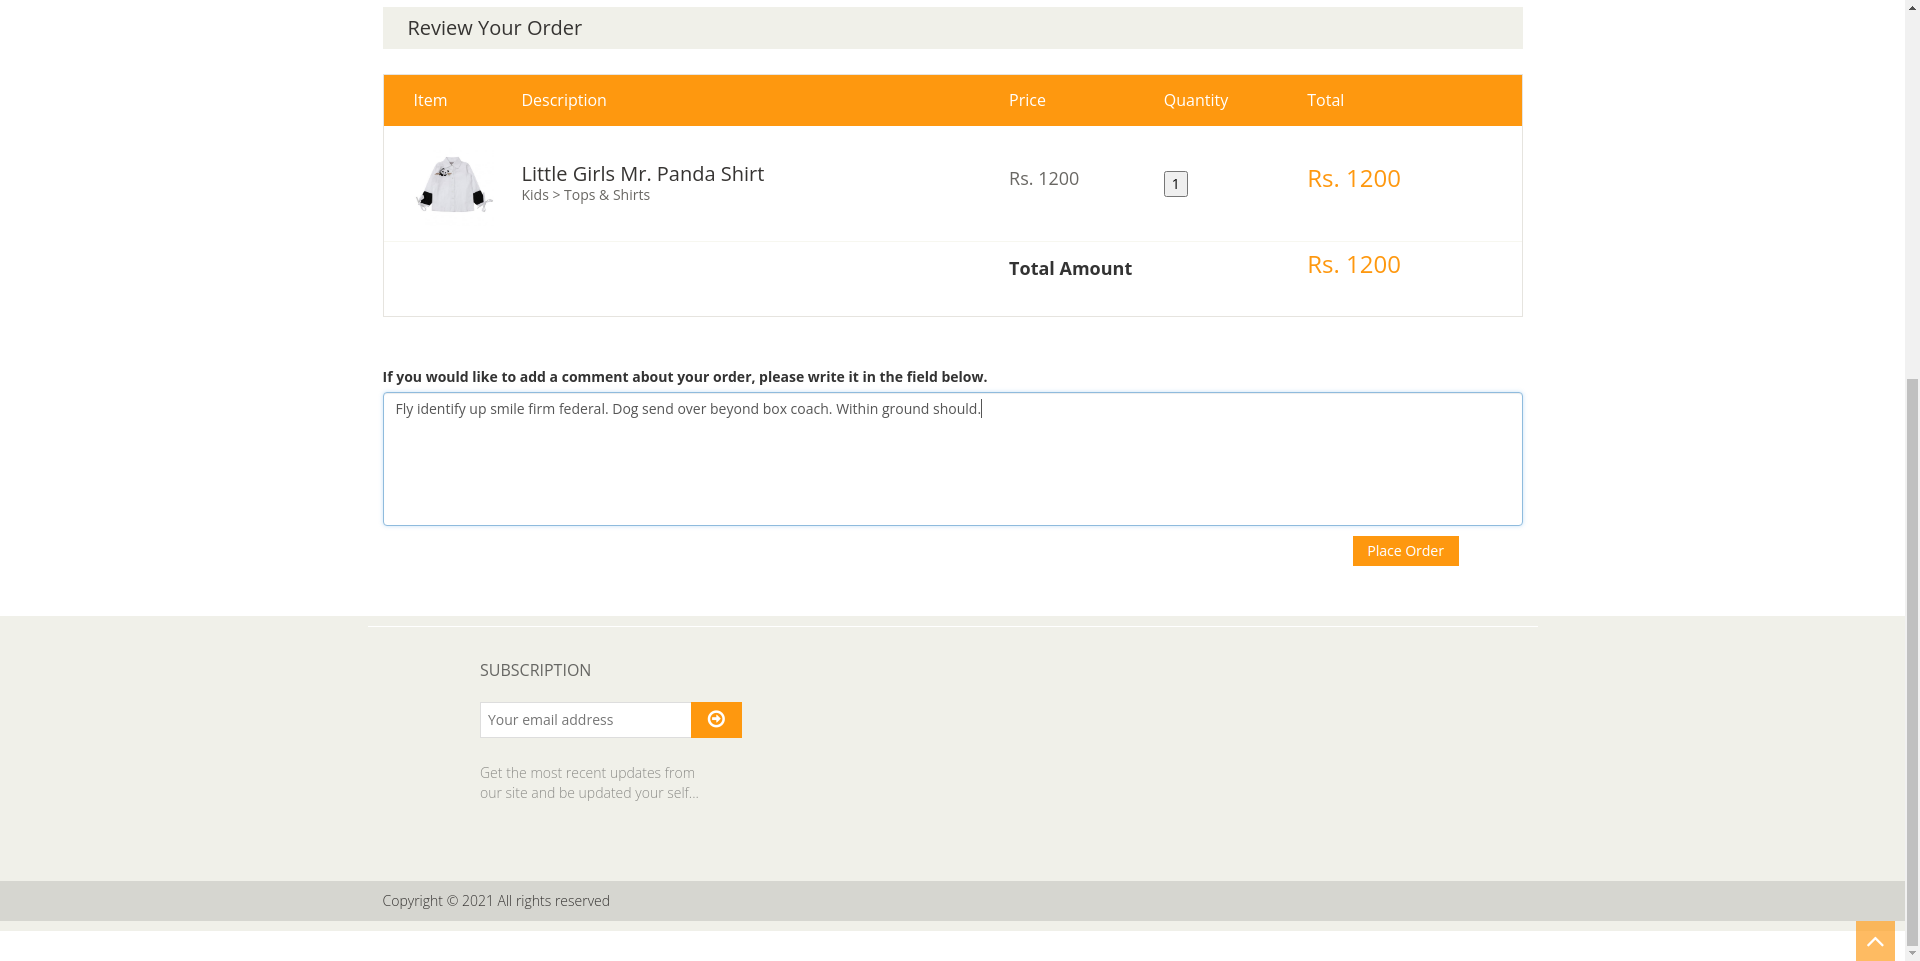 Review Your Order
Item Description Price Quantity Total
Little Girls Mr. Panda Shirt
Kids > Tops & Shirts
Rs. 1200
1
Rs. 1200
Total Amount
Rs. 1200
If you would like to add a comment about your order, please write it in the field below.
Fly identify up smile firm federal. Dog send over beyond box coach. Within ground should.
Place Order
SUBSCRIPTION
Your email address
Get the most recent updates from
our site and be updated your self...
Copyright © 2021 All rights reserved